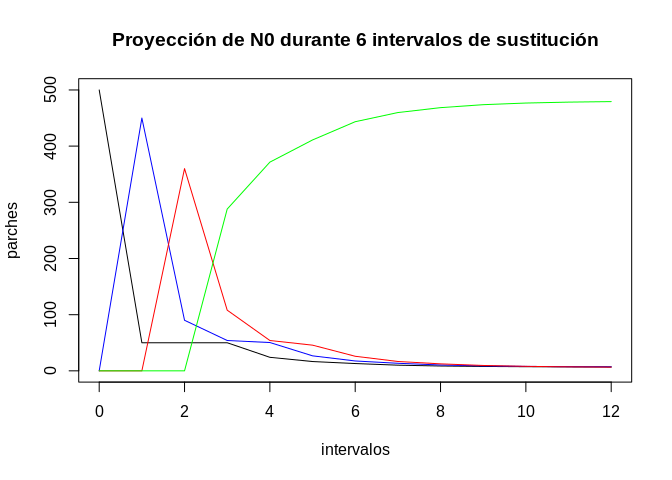 Proyección de N0 durante 6 intervalos de sustitución
parches
500
400
300
200
100
0
0 2 4 6 8 10 12
intervalos